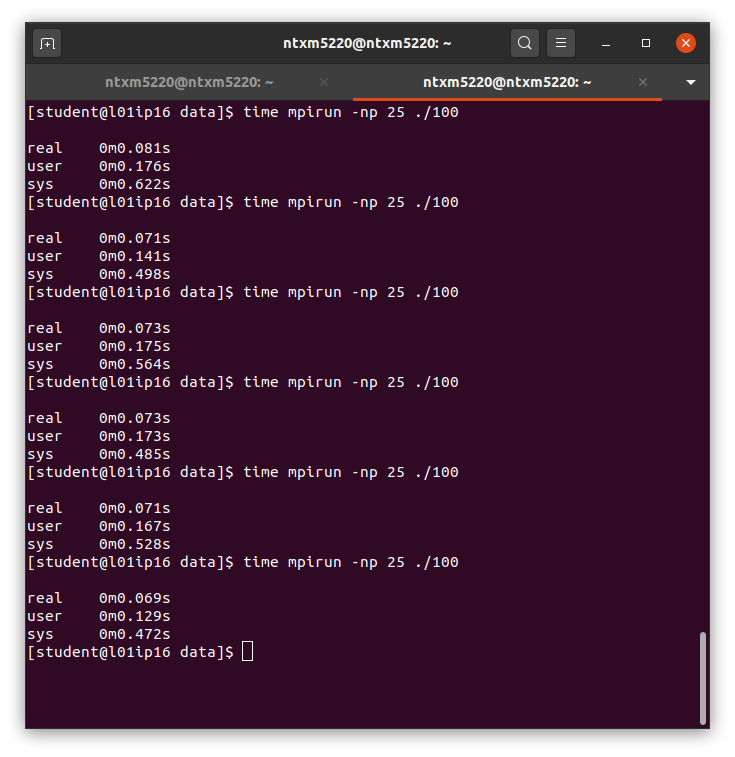 ntxm5220@ntxm5220: ~
ntxm5220@ntxm5220: ~
ntxm5220@ntxm5220: ~
[student@l01ip16 data]$ time mpirun -np 25 ./100
real 0m0.081s
user 0m0.176s
sys 0m0.622s
[student@l01ip16 data]$ time mpirun -np 25 ./100
real 0m0.071s
user 0m0.141s
sys 0m0.498s
[student@l01ip16 data]$ time mpirun -np 25 ./100
real 0m0.073s
user 0m0.175s
sys 0m0.564s
[student@l01ip16 data]$ time mpirun -np 25 ./100
real 0m0.073s
user 0m0.173s
sys 0m0.485s
[student@l01ip16 data]$ time mpirun -np 25 ./100
real 0m0.071s
user 0m0.167s
sys 0m0.528s
[student@l01ip16 data]$ time mpirun -np 25 ./100
real 0m0.069s
user 0m0.129s
sys 0m0.472s
[student@l01ip16 data]$